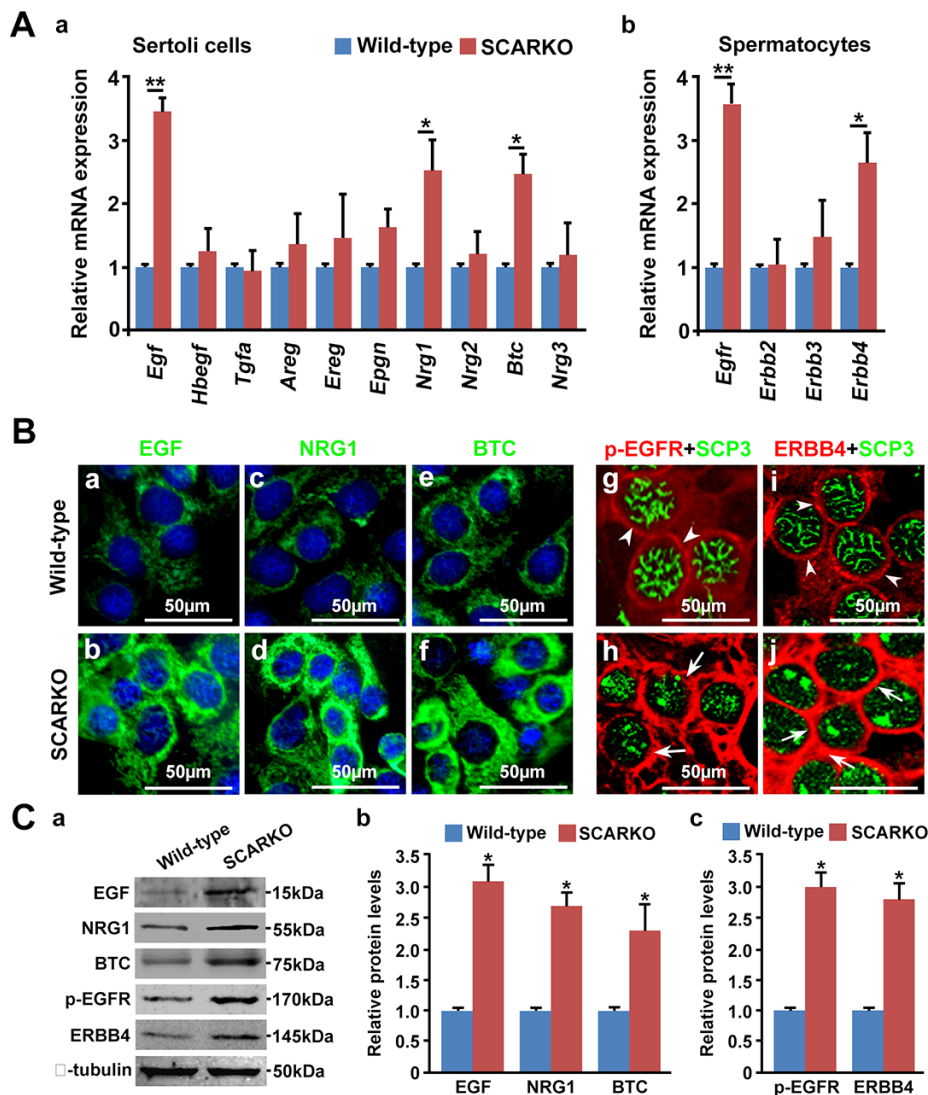 A
a
Sertoli cells
Wild-type
SCARKO
Relative mRNA expression
4
3
2
1
0
**
*
*
Egf
Hbegf
Tgfa
Areg
Ereg
Epgn
Nrg1
Nrg2
Btc
Nrg3
b
Spermatocytes
Relative mRNA expression
4
3
2
1
0
**
*
Egfr
Erbb2
Erbb3
Erbb4
B
EGF
NRG1
BTC
p-EGFR+SCP3
ERBB4+SCP3
Wild-type
a
50µm
c
50µm
e
50µm
g
50µm
i
50µm
SCARKO
b
50µm
d
50µm
f
50µm
h
50µm
j
50µm
C
a
Wild-type
SCARKO
EGF
-15kDa
NRG1
-55kDa
BTC
-75kDa
p-EGFR
-170kDa
ERBB4
-145kDa
□-tubulin
-50kDa
b
Wild-type
SCARKO
Relative protein levels
3.5
3.0
2.5
2.0
1.5
1.0
0.5
0
*
*
*
EGF
NRG1
BTC
c
Wild-type
SCARKO
Relative protein levels
3.5
3.0
2.5
2.0
1.5
1.0
0.5
0
*
*
p-EGFR
ERBB4